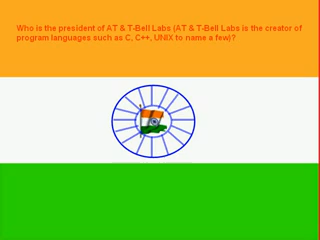 Who is the president of AT & T-Bell Labs (AT & T-Bell Labs is the creator of
program languages such as C, C++, UNIX to name a few)?